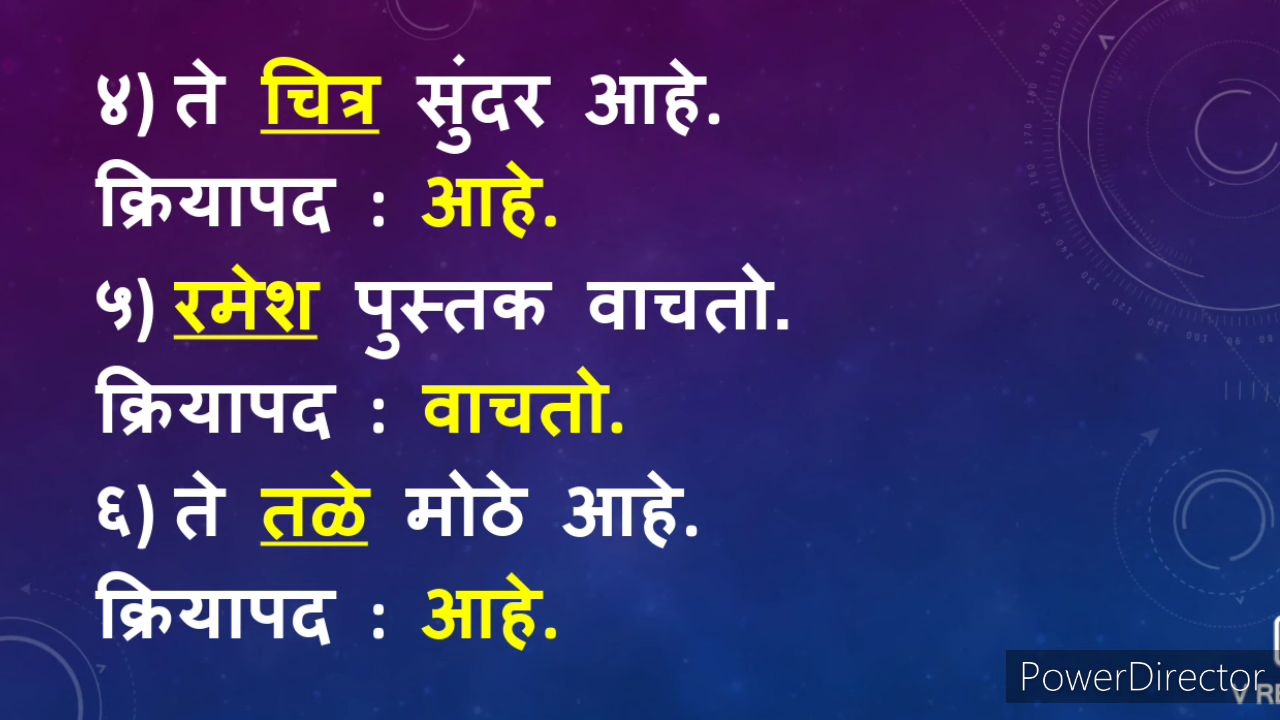 ४) ते चित्र सुंदर आहे.
क्रियापद : आहे.
५) रमेश पुस्तक वाचतो.
क्रियापद : वाचतो.
६) ते तळे मोठे आहे.
क्रियापद : आहे.
PowerDirector